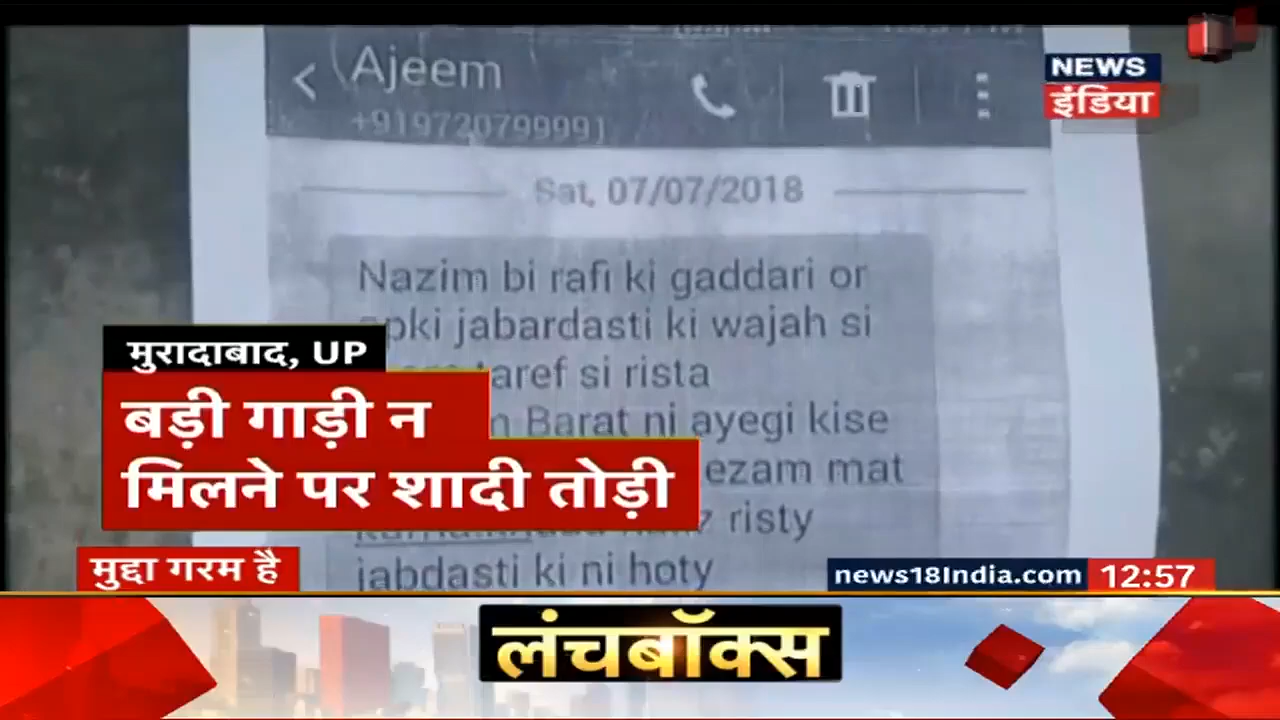 Ajeem
+919720799991
NEWS
इंडिया
Sat, 07/07/2018
Nazim bi rafi ki gaddari or
apki jabardasti ki wajah si
taref si rista
Barat ni ayegi kise
ezam mat
risty
jabdasti ki ni hoty
मुरादाबाद, UP
बड़ी गाड़ी न
मिलने पर शादी तोड़ी
मुद्दा गरम है
news18India.com 12:57
लंचबॉक्स